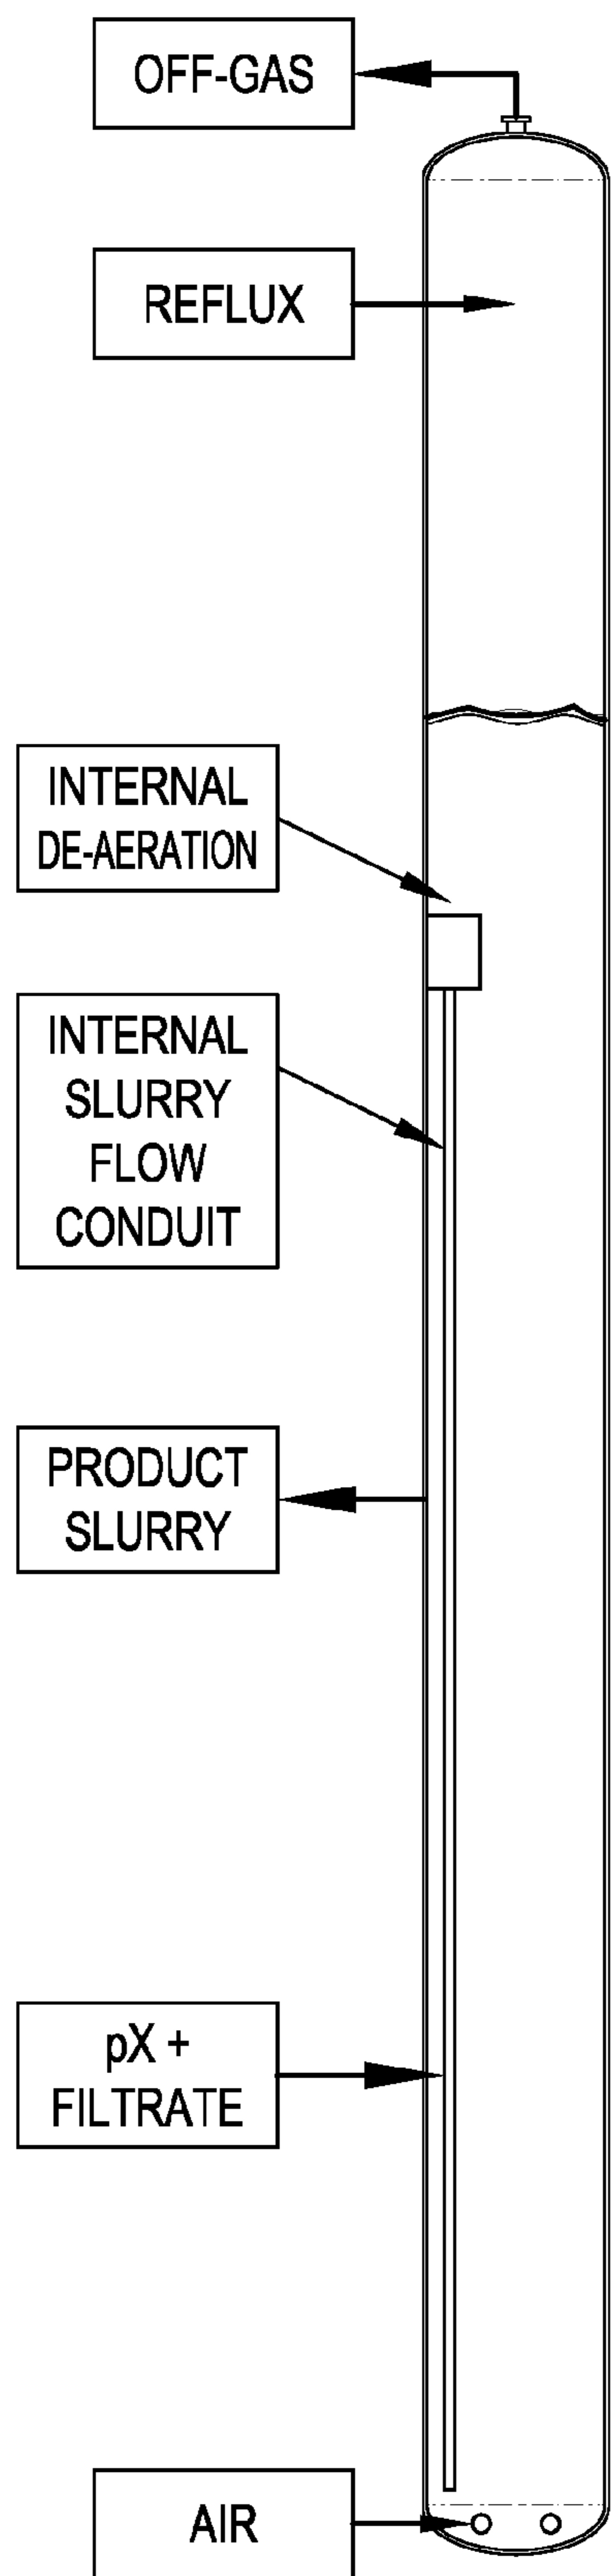 OFF-GAS
REFLUX
INTERNAL
DE-AERATION
INTERNAL
SLURRY
FLOW
CONDUIT
PRODUCT
SLURRY
pX +
FILTRATE
AIR